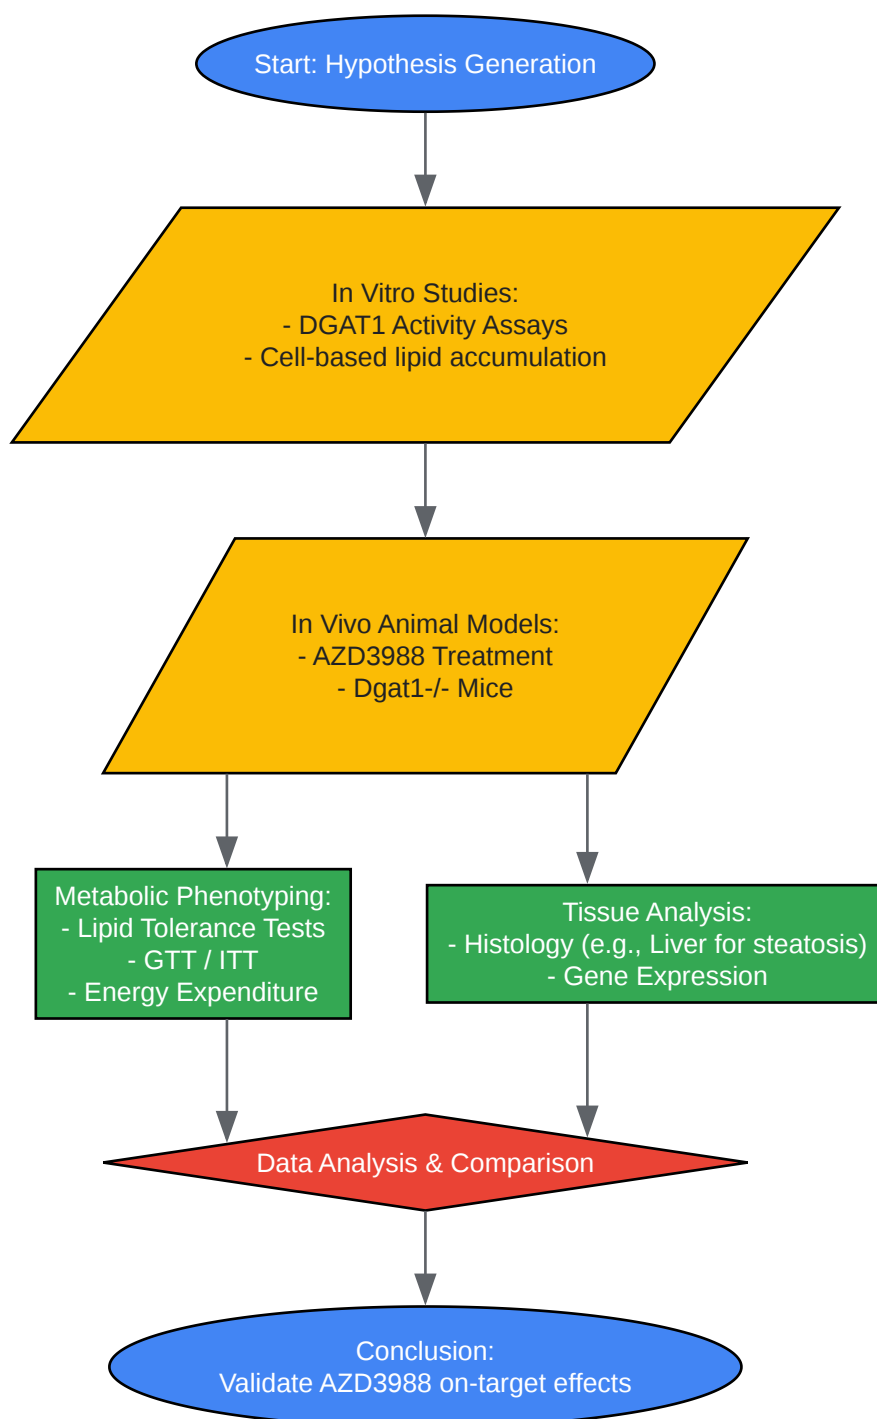 Start: Hypothesis Generation
In Vitro Studies:
- DGAT1 Activity Assays
- Cell-based lipid accumulation
In Vivo Animal Models:
- AZD3988 Treatment
- Dgat1-/- Mice
Metabolic Phenotyping:
- Lipid Tolerance Tests
- GTT / ITT
- Energy Expenditure
Tissue Analysis:
- Histology (e.g., Liver for steatosis)
- Gene Expression
Data Analysis & Comparison
Conclusion:
Validate AZD3988 on-target effects